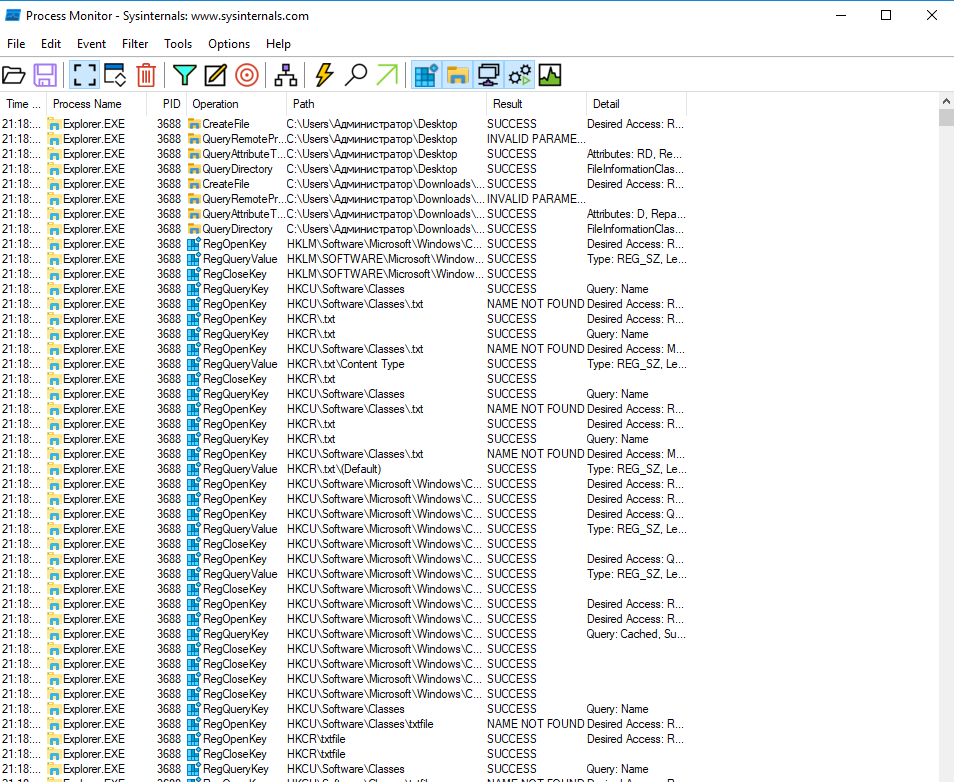 Process Monitor - Sysinternals: www.sysinternals.com
File Edit Event Filter Tools Options Help
Time ... Process Name PID Operation Path Result Detail
21:18:... Explorer.EXE 3688 CreateFile C:\Users\Администратор\Desktop SUCCESS Desired Access: R...
21:18:... Explorer.EXE 3688 QueryRemotePr... C:\Users\Администратор\Desktop INVALID PARAME...
21:18:... Explorer.EXE 3688 QueryAttributeT... C:\Users\Администратор\Desktop SUCCESS Attributes: RD, Re...
21:18:... Explorer.EXE 3688 QueryDirectory C:\Users\Администратор\Desktop SUCCESS FileInformationClas...
21:18:... Explorer.EXE 3688 CreateFile C:\Users\Администратор\Downloads\... SUCCESS Desired Access: R...
21:18:... Explorer.EXE 3688 QueryRemotePr... C:\Users\Администратор\Downloads\... INVALID PARAME...
21:18:... Explorer.EXE 3688 QueryAttributeT... C:\Users\Администратор\Downloads\... SUCCESS Attributes: D, Repa...
21:18:... Explorer.EXE 3688 QueryDirectory C:\Users\Администратор\Downloads\... SUCCESS FileInformationClas...
21:18:... Explorer.EXE 3688 RegOpenKey HKLM\Software\Microsoft\Windows\C... SUCCESS Desired Access: R...
21:18:... Explorer.EXE 3688 RegQueryValue HKLM\SOFTWARE\Microsoft\Window... SUCCESS Type: REG_SZ, Le...
21:18:... Explorer.EXE 3688 RegCloseKey HKLM\SOFTWARE\Microsoft\Window... SUCCESS
21:18:... Explorer.EXE 3688 RegQueryKey HKCU\Software\Classes SUCCESS Query: Name
21:18:... Explorer.EXE 3688 RegOpenKey HKCU\Software\Classes\.txt NAME NOT FOUND Desired Access: R...
21:18:... Explorer.EXE 3688 RegOpenKey HKCR\.txt SUCCESS Desired Access: R...
21:18:... Explorer.EXE 3688 RegQueryKey HKCR\.txt SUCCESS Query: Name
21:18:... Explorer.EXE 3688 RegOpenKey HKCU\Software\Classes\.txt NAME NOT FOUND Desired Access: M...
21:18:... Explorer.EXE 3688 RegQueryValue HKCR\.txt\Content Type SUCCESS Type: REG_SZ, Le...
21:18:... Explorer.EXE 3688 RegCloseKey HKCR\.txt SUCCESS
21:18:... Explorer.EXE 3688 RegQueryKey HKCU\Software\Classes SUCCESS Query: Name
21:18:... Explorer.EXE 3688 RegOpenKey HKCU\Software\Classes\.txt NAME NOT FOUND Desired Access: R...
21:18:... Explorer.EXE 3688 RegOpenKey HKCR\.txt SUCCESS Desired Access: R...
21:18:... Explorer.EXE 3688 RegQueryKey HKCR\.txt SUCCESS Query: Name
21:18:... Explorer.EXE 3688 RegOpenKey HKCU\Software\Classes\.txt NAME NOT FOUND Desired Access: M...
21:18:... Explorer.EXE 3688 RegQueryValue HKCR\.txt\(Default) SUCCESS Type: REG_SZ, Le...
21:18:... Explorer.EXE 3688 RegOpenKey HKCU\Software\Microsoft\Windows\C... SUCCESS Desired Access: R...
21:18:... Explorer.EXE 3688 RegOpenKey HKCU\Software\Microsoft\Windows\C... SUCCESS Desired Access: R...
21:18:... Explorer.EXE 3688 RegOpenKey HKCU\Software\Microsoft\Windows\C... SUCCESS Desired Access: Q...
21:18:... Explorer.EXE 3688 RegQueryValue HKCU\Software\Microsoft\Windows\C... SUCCESS Type: REG_SZ, Le...
21:18:... Explorer.EXE 3688 RegCloseKey HKCU\Software\Microsoft\Windows\C... SUCCESS
21:18:... Explorer.EXE 3688 RegOpenKey HKCU\Software\Microsoft\Windows\C... SUCCESS Desired Access: Q...
21:18:... Explorer.EXE 3688 RegQueryValue HKCU\Software\Microsoft\Windows\C... SUCCESS Type: REG_SZ, Le...
21:18:... Explorer.EXE 3688 RegCloseKey HKCU\Software\Microsoft\Windows\C... SUCCESS
21:18:... Explorer.EXE 3688 RegOpenKey HKCU\Software\Microsoft\Windows\C... SUCCESS Desired Access: R...
21:18:... Explorer.EXE 3688 RegOpenKey HKCU\Software\Microsoft\Windows\C... SUCCESS Desired Access: R...
21:18:... Explorer.EXE 3688 RegQueryKey HKCU\Software\Microsoft\Windows\C... SUCCESS Query: Cached, Su...
21:18:... Explorer.EXE 3688 RegCloseKey HKCU\Software\Microsoft\Windows\C... SUCCESS
21:18:... Explorer.EXE 3688 RegCloseKey HKCU\Software\Microsoft\Windows\C... SUCCESS
21:18:... Explorer.EXE 3688 RegCloseKey HKCU\Software\Microsoft\Windows\C... SUCCESS
21:18:... Explorer.EXE 3688 RegCloseKey HKCU\Software\Microsoft\Windows\C... SUCCESS
21:18:... Explorer.EXE 3688 RegQueryKey HKCU\Software\Classes SUCCESS Query: Name
21:18:... Explorer.EXE 3688 RegOpenKey HKCU\Software\Classes\txtfile NAME NOT FOUND Desired Access: R...
21:18:... Explorer.EXE 3688 RegOpenKey HKCR\txtfile SUCCESS Desired Access: R...
21:18:... Explorer.EXE 3688 RegCloseKey HKCR\txtfile SUCCESS
21:18:... Explorer.EXE 3688 RegQueryKey HKCU\Software\Classes SUCCESS Query: Name